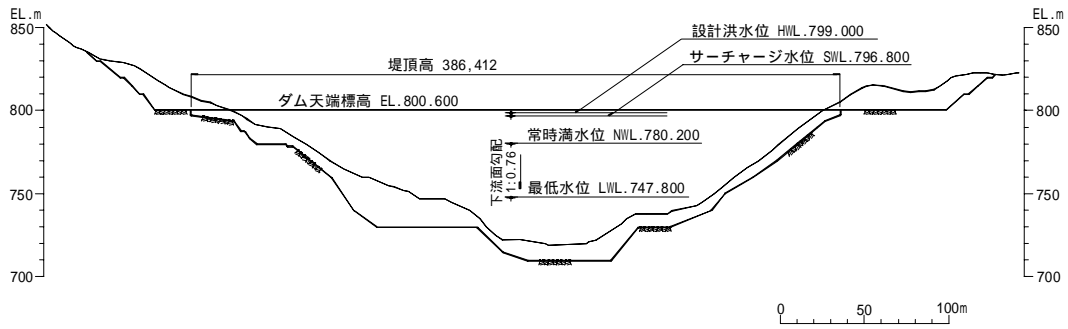 EL.m
EL.m
850
850
設計洪水位 HWL.799.000
サーチャージ水位 SWL.796.800
堤頂高 386,412
ダム天端標高 EL.800.600
800
800
常時満水位 NWL.780.200
下流面勾配
1:0.76
最低水位 LWL.747.800
750
750
700
700
0 50 100m